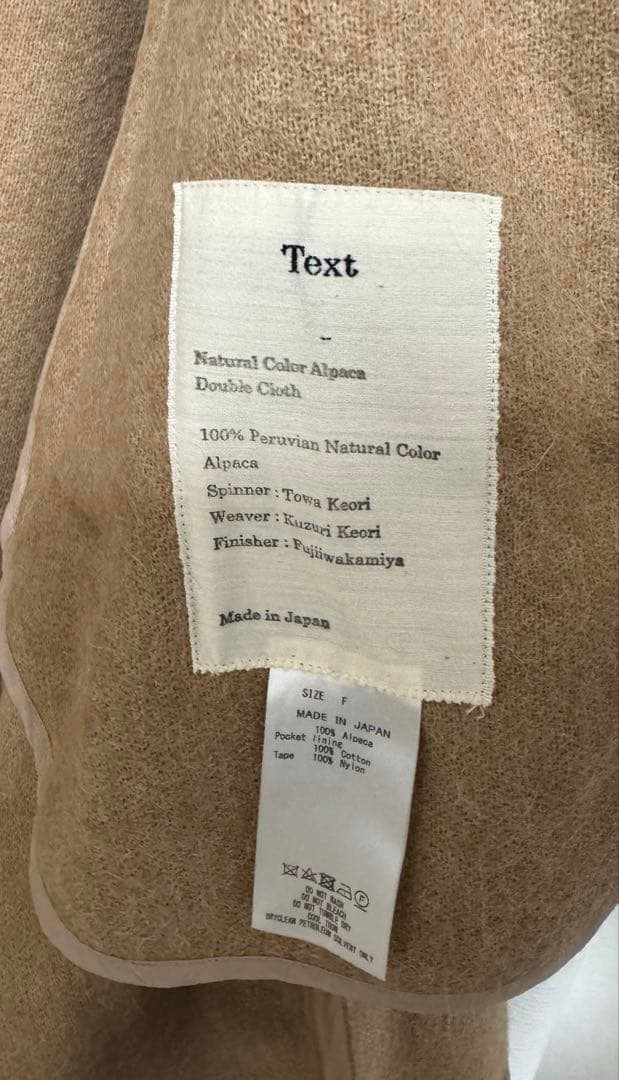 Text
-
Natural Color Alpaca
Double Cloth
100% Peruvian Natural Color
Alpaca
Spinner : Towa Keori
Weaver : Kuzuri Keori
Finisher : Fujiiwakamiya
Made in Japan
SIZE F
MADE IN JAPAN
100% Alpaca
Pocket lining
100% Cotton
Tape 100% Nylon
F
DO NOT WASH
DO NOT BLEACH
DO NOT TUMBLE DRY
COOL IRON
DRYCLEAN PETROLEUM SOLVENT ONLY